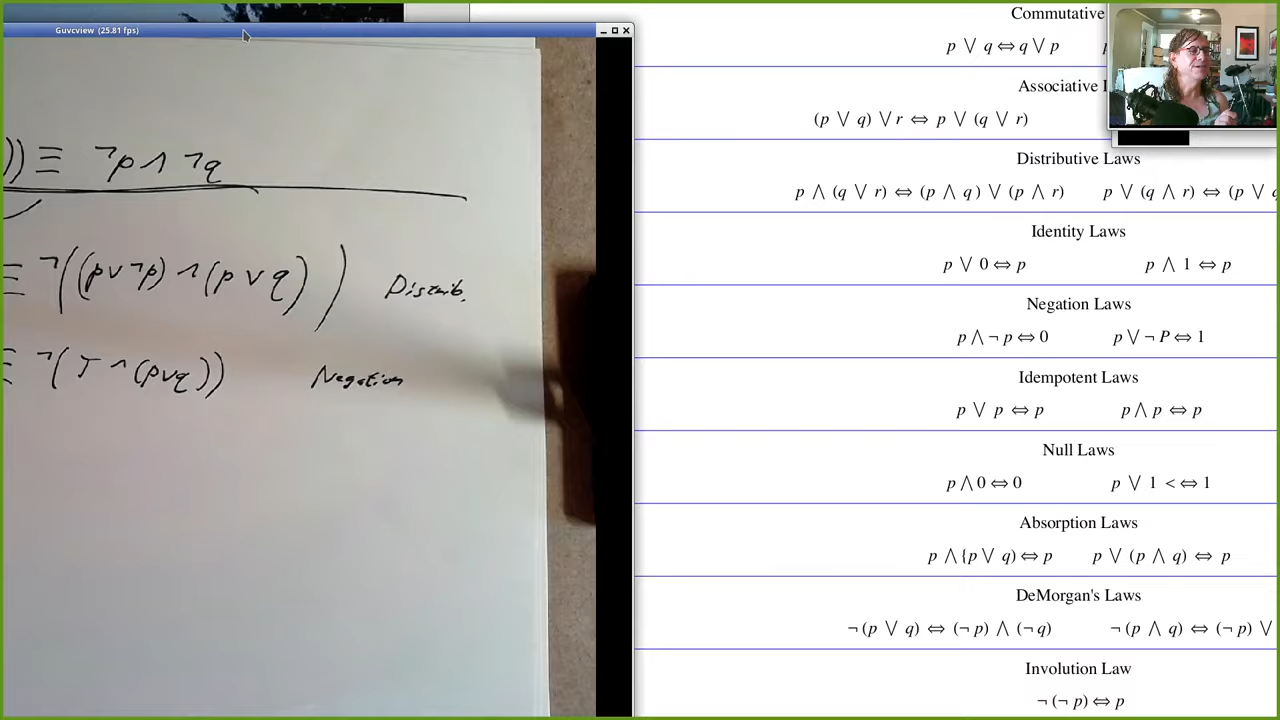 Guvcview (25.81 fps)
)) ≡ ¬p ∧ ¬q
≡ ¬((p ∨ ¬p) ∧ (p ∨ q)) Distrib.
≡ ¬(T ∧ (p∨q)) Negation
Commutative
p ⋁ q ⇔ q ⋁ p p
Associative L
(p ⋁ q) ⋁ r ⇔ p ⋁ (q ⋁ r)
Distributive Laws
p ⋀ (q ⋁ r) ⇔ (p ⋀ q ) ⋁ (p ⋀ r) p ⋁ (q ⋀ r) ⇔ (p ⋁ q
Identity Laws
p ⋁ 0 ⇔ p p ⋀ 1 ⇔ p
Negation Laws
p ⋀ ¬ p ⇔ 0 p ⋁ ¬ P ⇔ 1
Idempotent Laws
p ⋁ p ⇔ p p ⋀ p ⇔ p
Null Laws
p ⋀ 0 ⇔ 0 p ⋁ 1 < ⇔ 1
Absorption Laws
p ⋀ {p ⋁ q) ⇔ p p ⋁ (p ⋀ q) ⇔ p
DeMorgan's Laws
¬ (p ⋁ q) ⇔ (¬ p) ⋀ (¬ q) ¬ (p ⋀ q) ⇔ (¬ p) ⋁
Involution Law
¬ (¬ p) ⇔ p